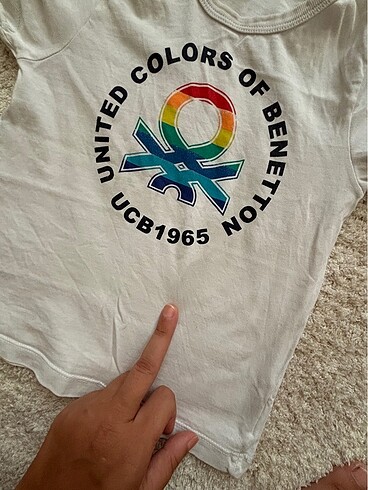 UNITED COLORS OF BENETTON
UCB1965